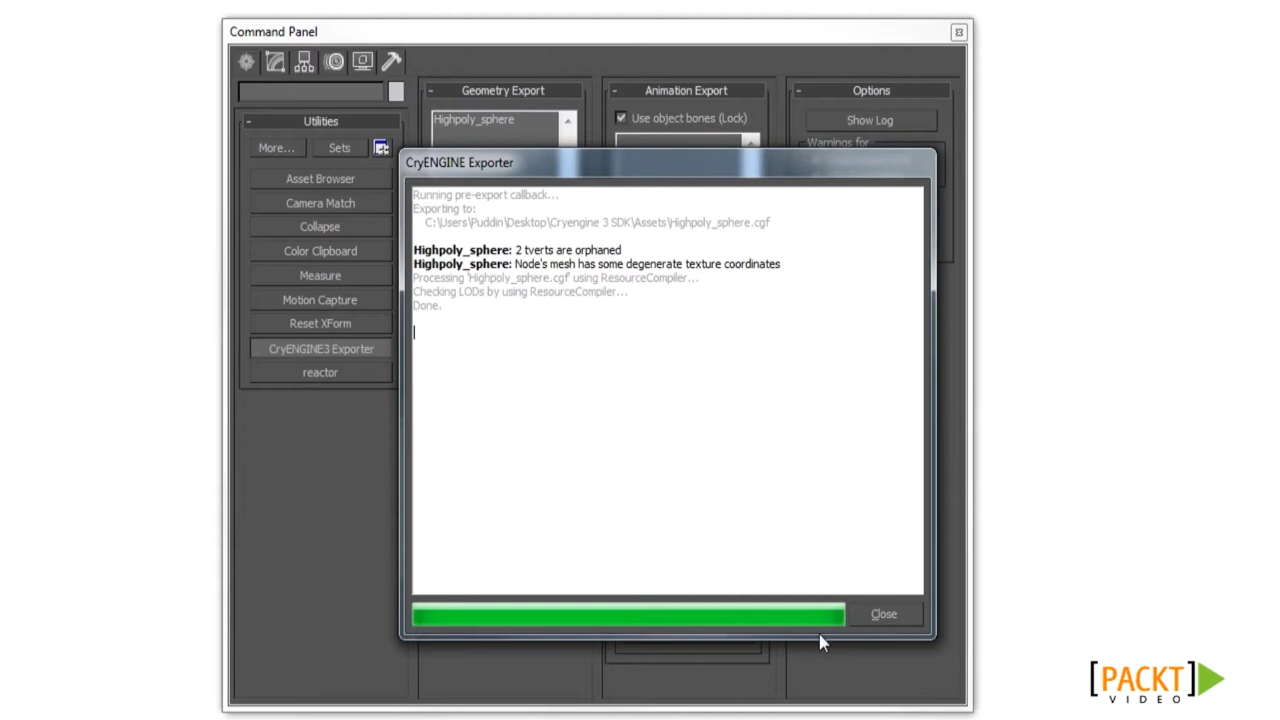 Command Panel
Utilities
More...
Sets
Asset Browser
Camera Match
Collapse
Color Clipboard
Measure
Motion Capture
Reset XForm
CryENGINE3 Exporter
reactor
- Geometry Export
Highpoly_sphere
- Animation Export
Use object bones (Lock)
- Options
Show Log
Warnings for
CryENGINE Exporter
Running pre-export callback...
Exporting to:
C:\Users\Puddin\Desktop\Cryengine 3 SDK\Assets\Highpoly_sphere.cgf
Highpoly_sphere: 2 tverts are orphaned
Highpoly_sphere: Node's mesh has some degenerate texture coordinates
Processing 'Highpoly_sphere.cgf' using ResourceCompiler...
Checking LODs by using ResourceCompiler...
Done.
Close
[PACKT]
VIDEO